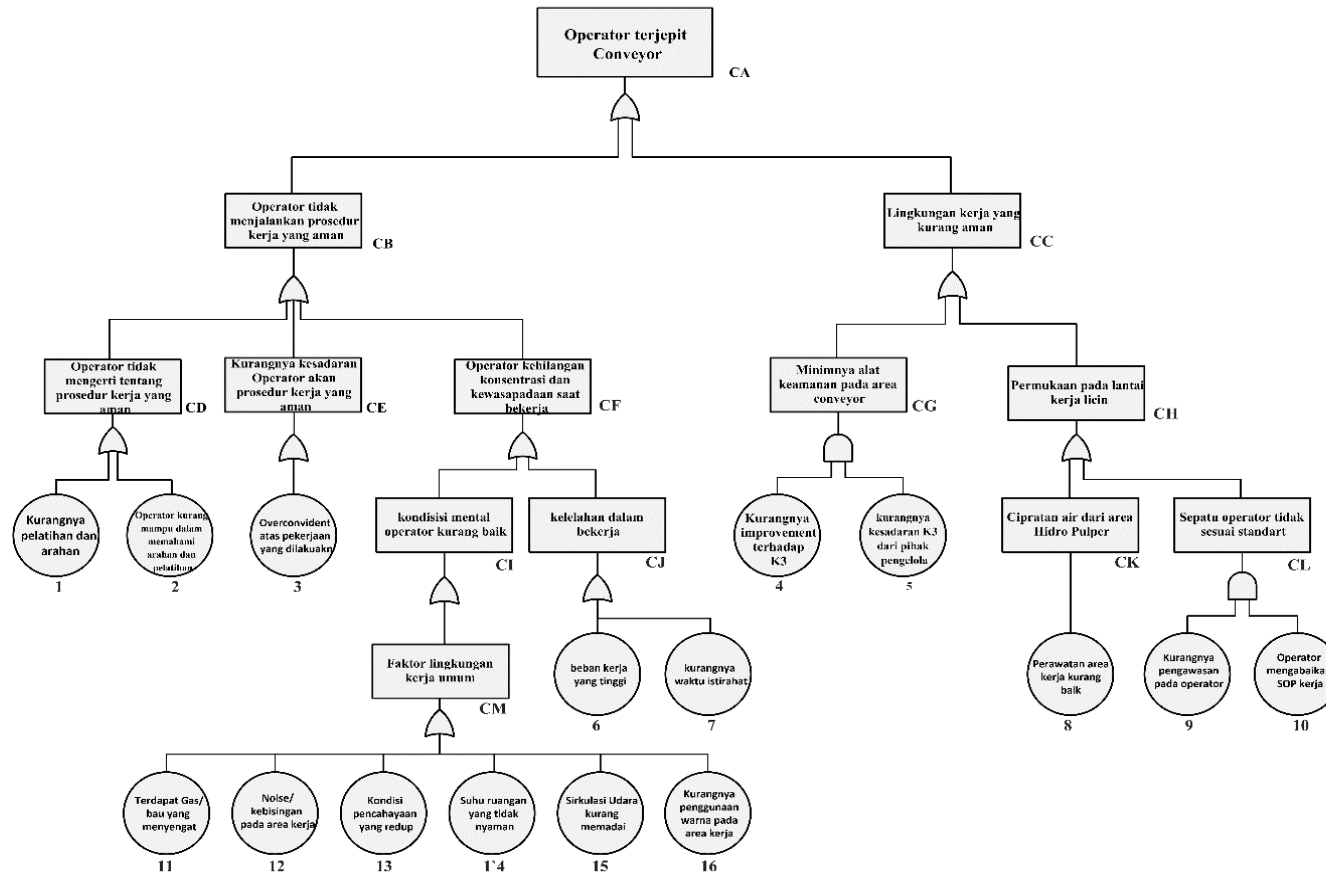 Operator terjepit
Conveyor
CA
Operator tidak
menjalankan prosedur
kerja yang aman
CB
Lingkungan kerja yang
kurang aman
CC
Operator tidak
mengerti tentang
prosedur kerja yang
aman
CD
Kurangnya kesadaran
Operator akan
prosedur kerja yang
aman
CE
Operator kehilangan
konsentrasi dan
kewasapadaan saat
bekerja
CF
Minimnya alat
keamanan pada area
conveyor
CG
Permukaan pada lantai
kerja licin
CH
Kurangnya
pelatihan dan
arahan
1
Operator kurang
mampu dalam
memahami
arahan dan
pelatihan
2
Overconvident
atas pekerjaan
yang dilakuakn
3
kondisisi mental
operator kurang baik
CI
kelelahan dalam
bekerja
CJ
Kurangnya
improvement
terhadap
K3
4
kurangnya
kesadaran K3
dari pihak
pengelola
5
Cipratan air dari area
Hidro Pulper
CK
Sepatu operator tidak
sesuai standart
CL
Faktor lingkungan
kerja umum
CM
beban kerja
yang tinggi
6
kurangnya
waktu istirahat
7
Perawatan area
kerja kurang
baik
8
Kurangnya
pengawasan
pada operator
9
Operator
mengabaika
SOP kerja
10
Terdapat Gas/
bau yang
menyengat
11
Noise/
kebisingan
pada area kerja
12
Kondisi
pencahayaan
yang redup
13
Suhu ruangan
yang tidak
nyaman
1`4
Sirkulasi Udara
kurang
memadai
15
Kurangnya
penggunaan
warna pada
area kerja
16